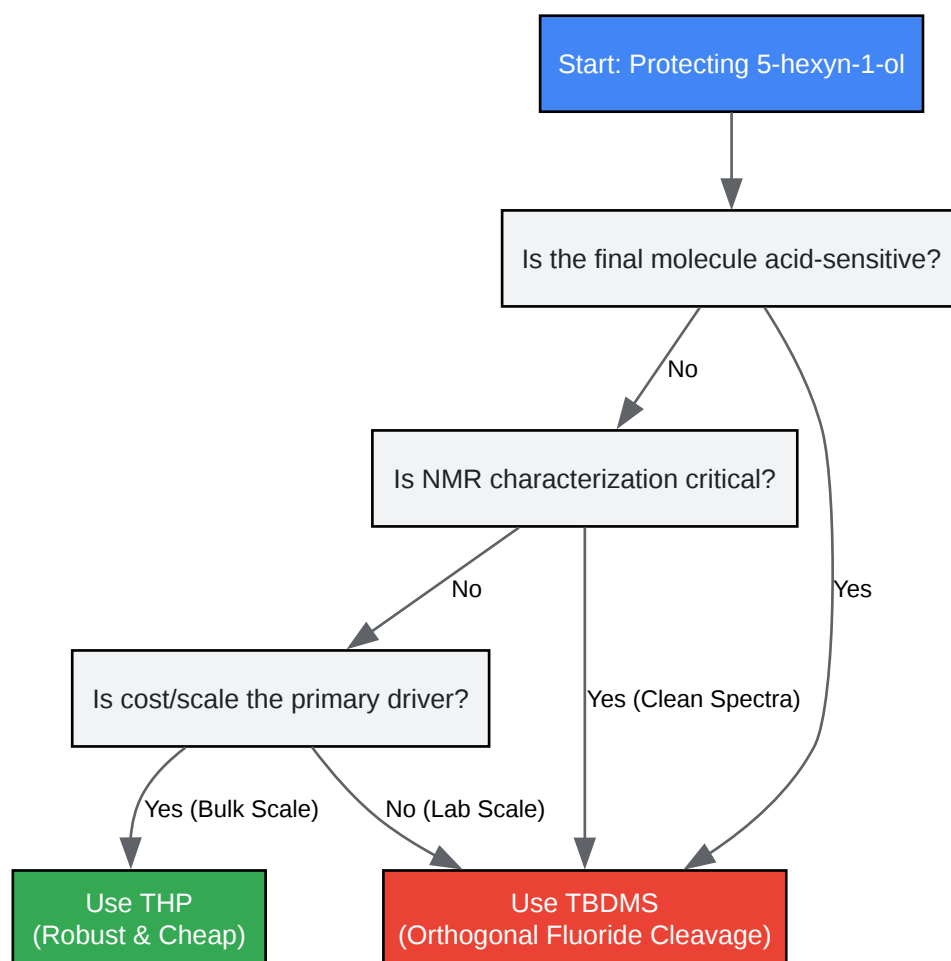 Start: Protecting 5-hexyn-1-ol
Is the final molecule acid-sensitive?
No
Is NMR characterization critical?
No
Yes
Is cost/scale the primary driver?
Yes (Clean Spectra)
Yes (Bulk Scale)
No (Lab Scale)
Use THP
(Robust & Cheap)
Use TBDMS
(Orthogonal Fluoride Cleavage)